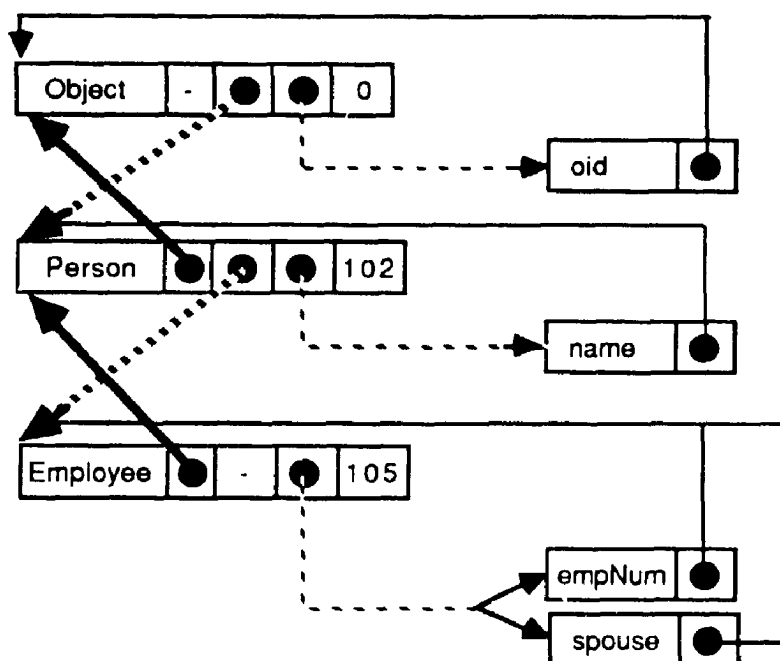 Object - 0
oid
Person 102
name
Employee - 105
empNum
spouse